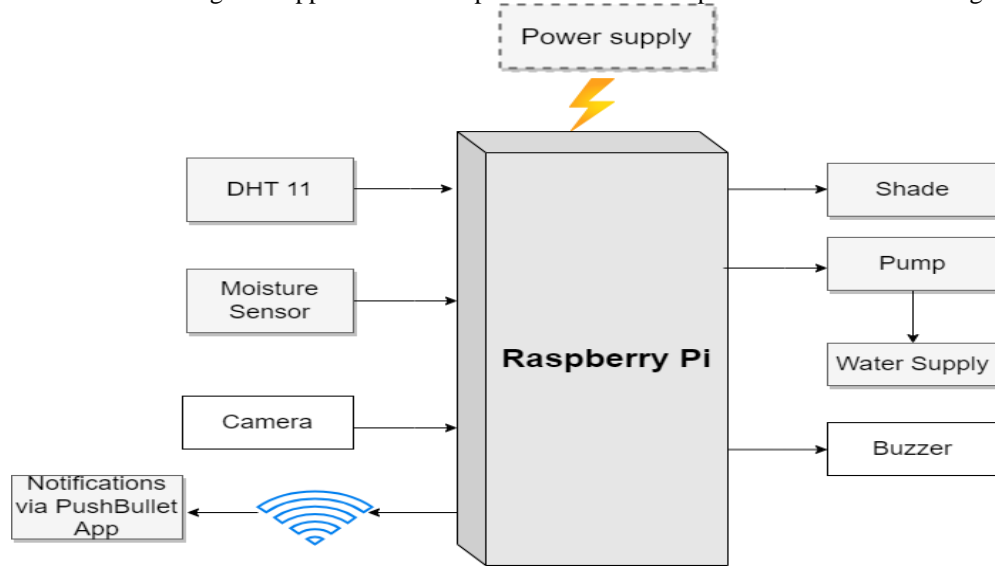 Power supply
DHT 11
Moisture
Sensor
Camera
Notifications
via PushBullet
App
Raspberry Pi
Shade
Pump
Water Supply
Buzzer